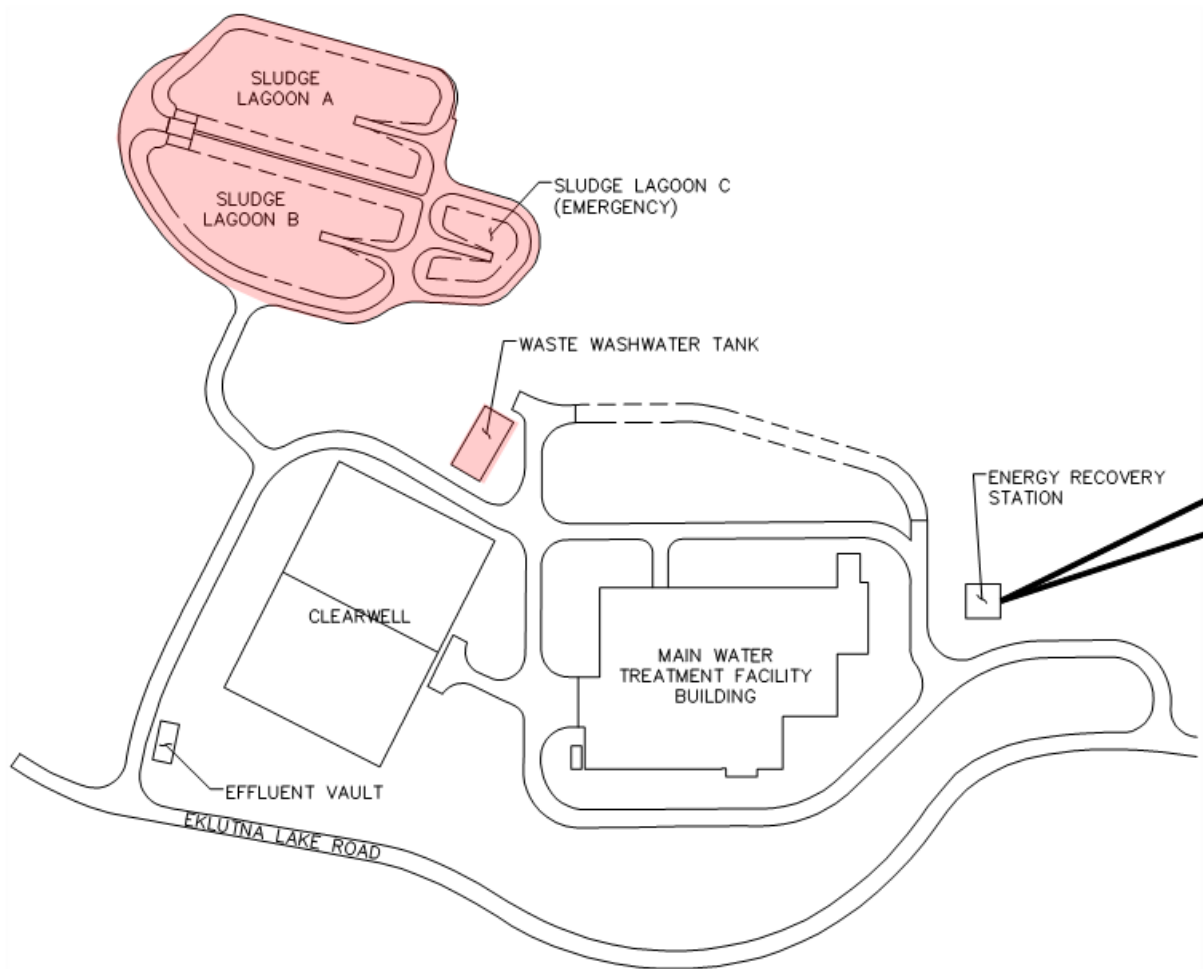 SLUDGE
LAGOON A
SLUDGE
LAGOON B
SLUDGE LAGOON C
(EMERGENCY)
WASTE WASHWATER TANK
ENERGY RECOVERY
STATION
CLEARWELL
MAIN WATER
TREATMENT FACILITY
BUILDING
EFFLUENT VAULT
EKLUTNA LAKE ROAD